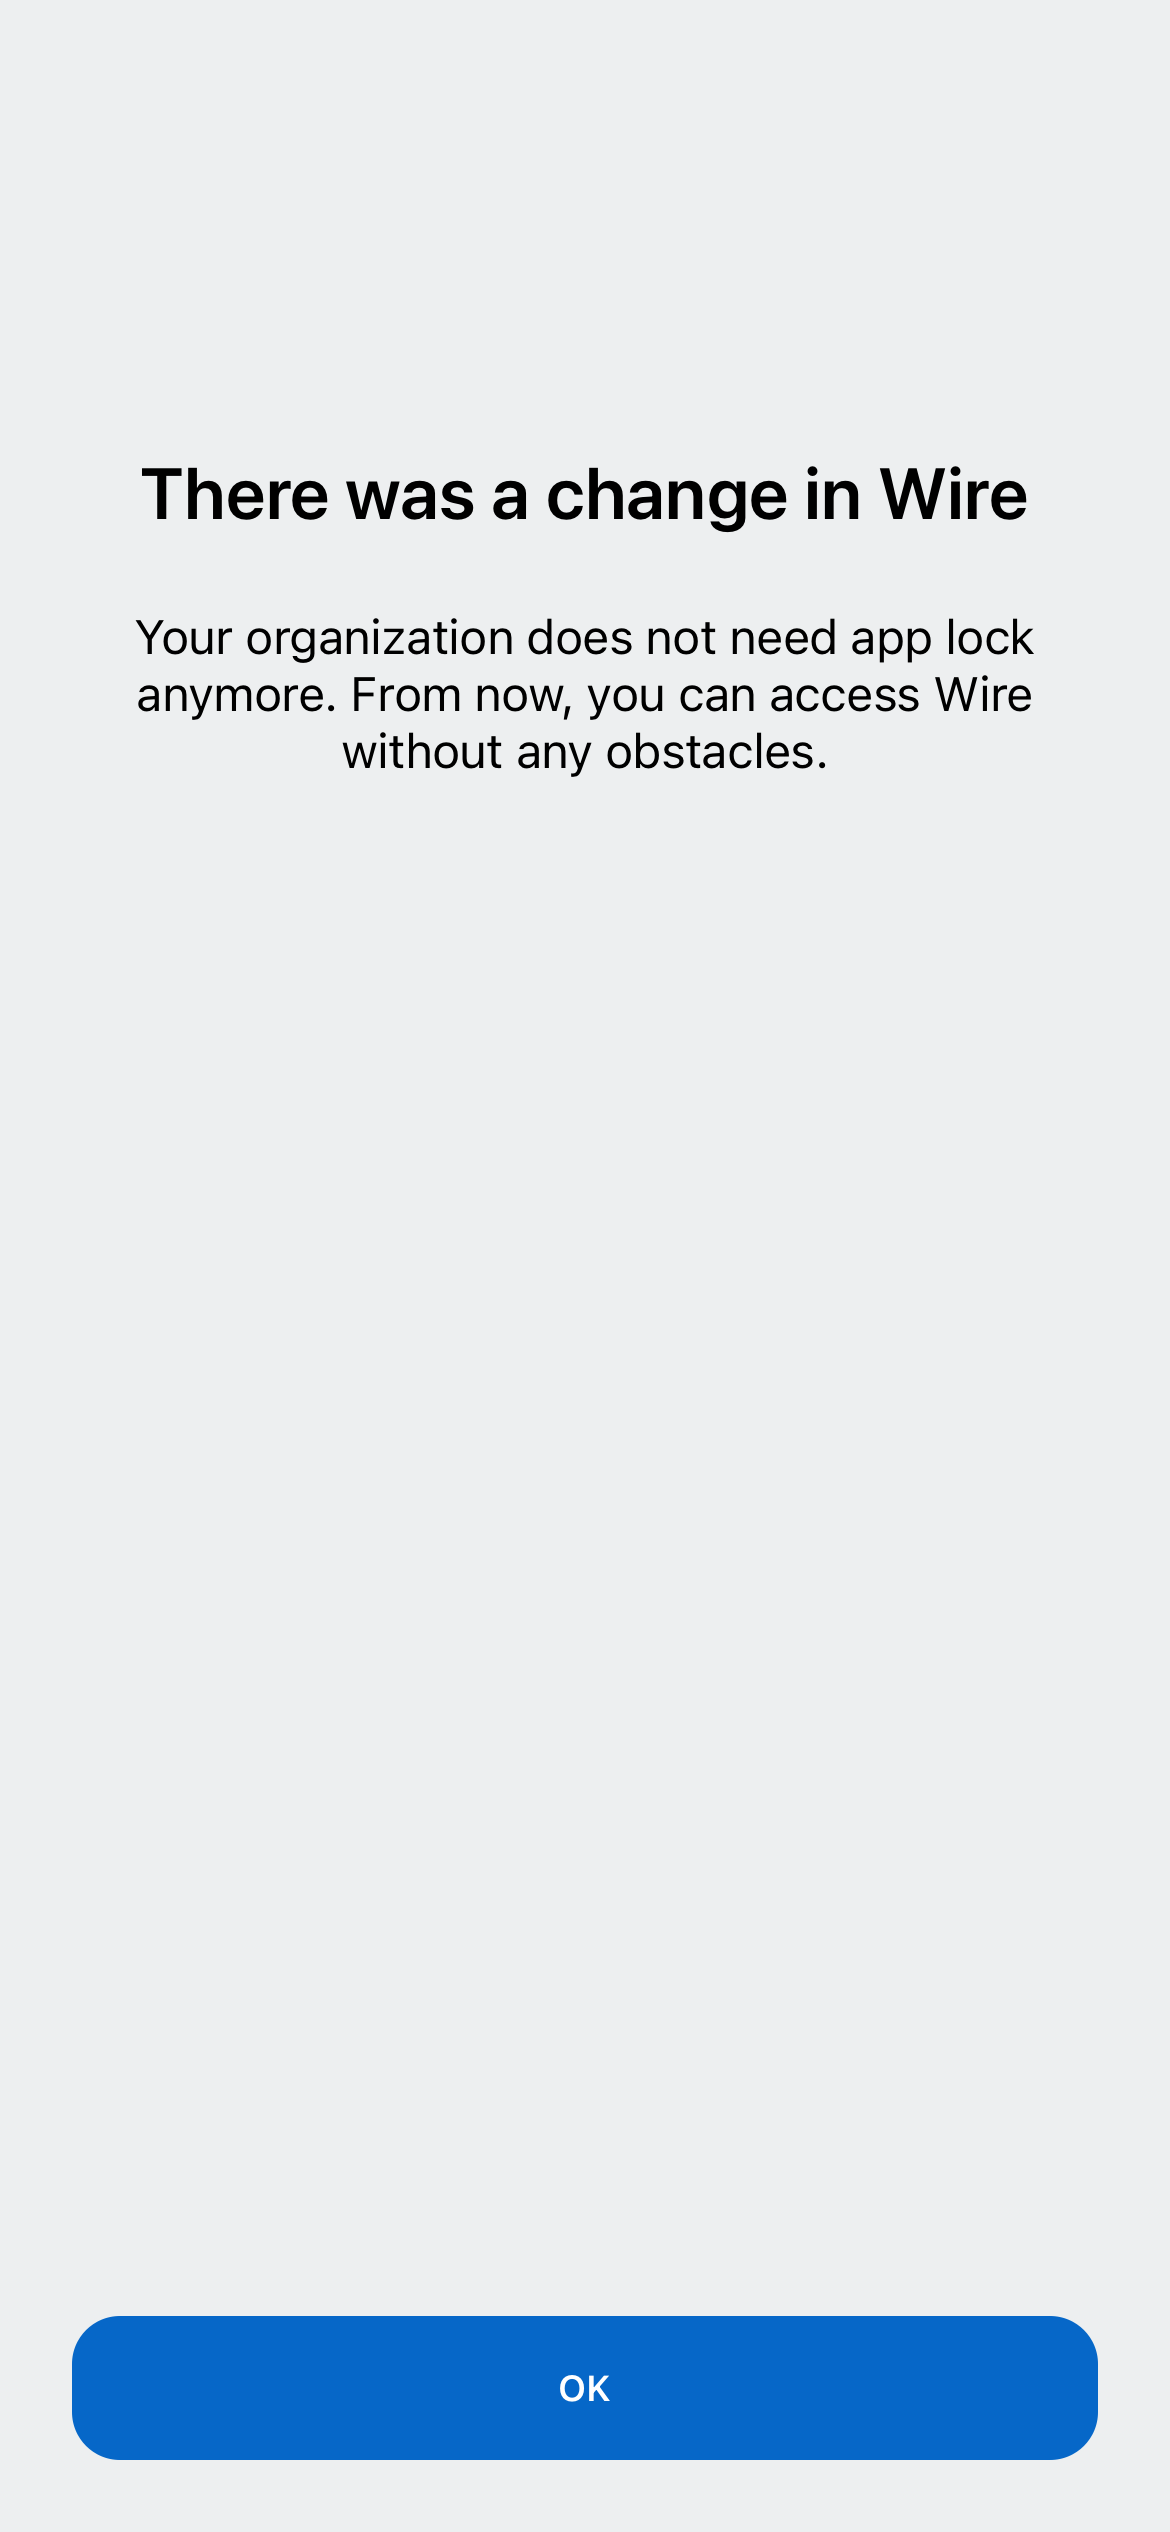 There was a change in Wire
Your organization does not need app lock
anymore. From now, you can access Wire
without any obstacles.
OK